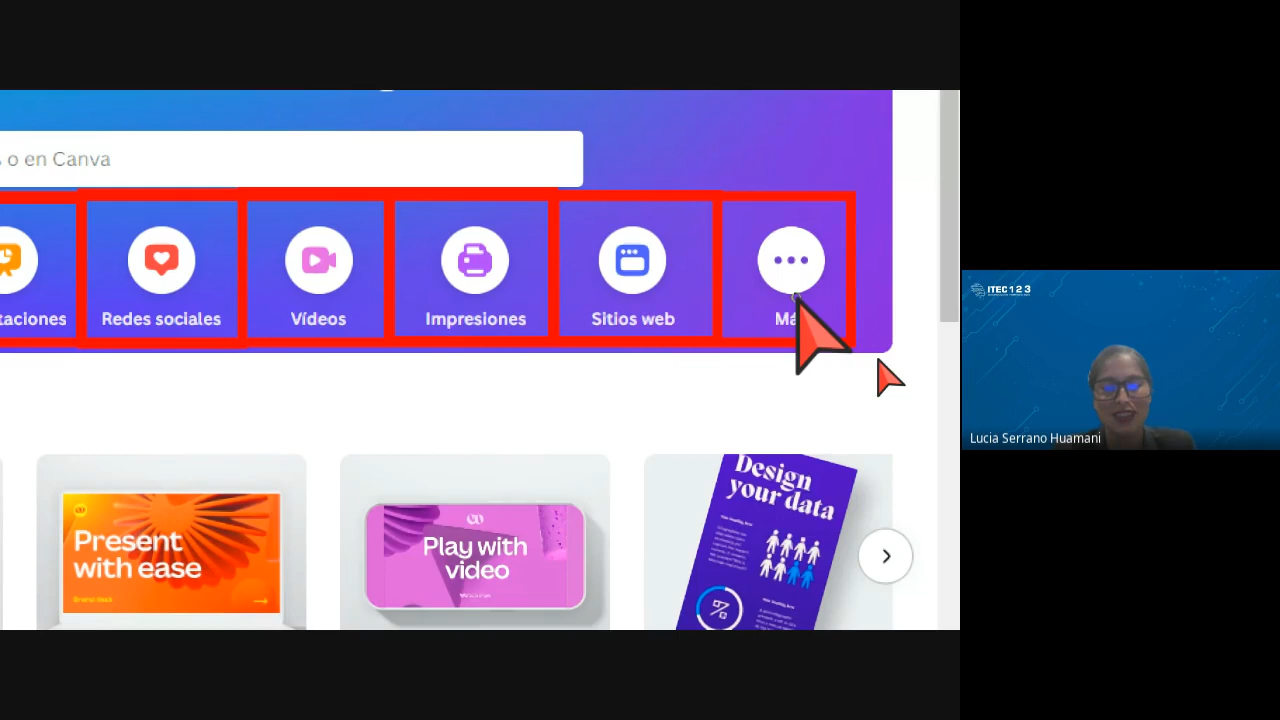 o en Canva
taciones
Redes sociales
Vídeos
Impresiones
Sitios web
Má
Present
with ease
Play with
video
Design
your data
%
ITEC 1 2 3
Lucia Serrano Huamani